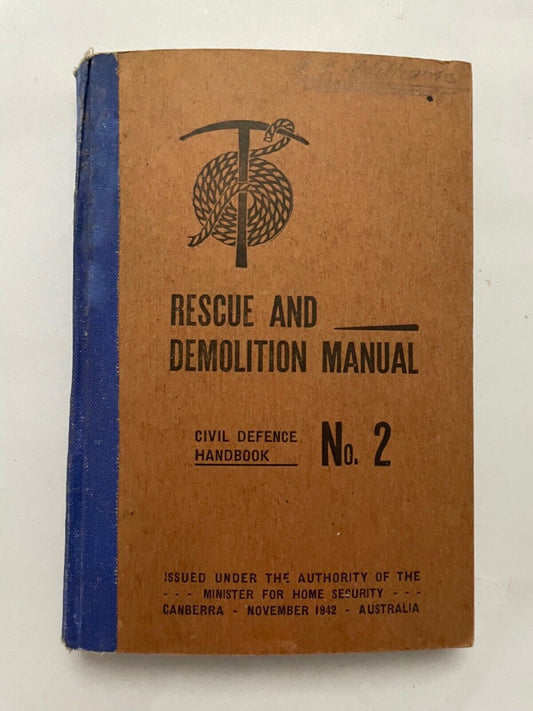 RESCUE AND
DEMOLITION MANUAL
CIVIL DEFENCE
HANDBOOK
No. 2
ISSUED UNDER THE AUTHORITY OF THE
- - - MINISTER FOR HOME SECURITY - - -
CANBERRA - NOVEMBER 1942 - AUSTRALIA